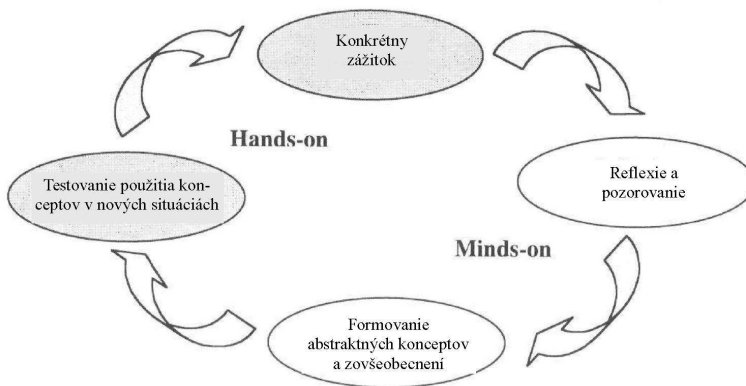 Konkrétny
zážitok
Hands-on
Testovanie použitia kon-
ceptov v nových situáciách
Reflexie a
pozorovanie
Minds-on
Formovanie
abstraktných konceptov
a zovšeobecnení